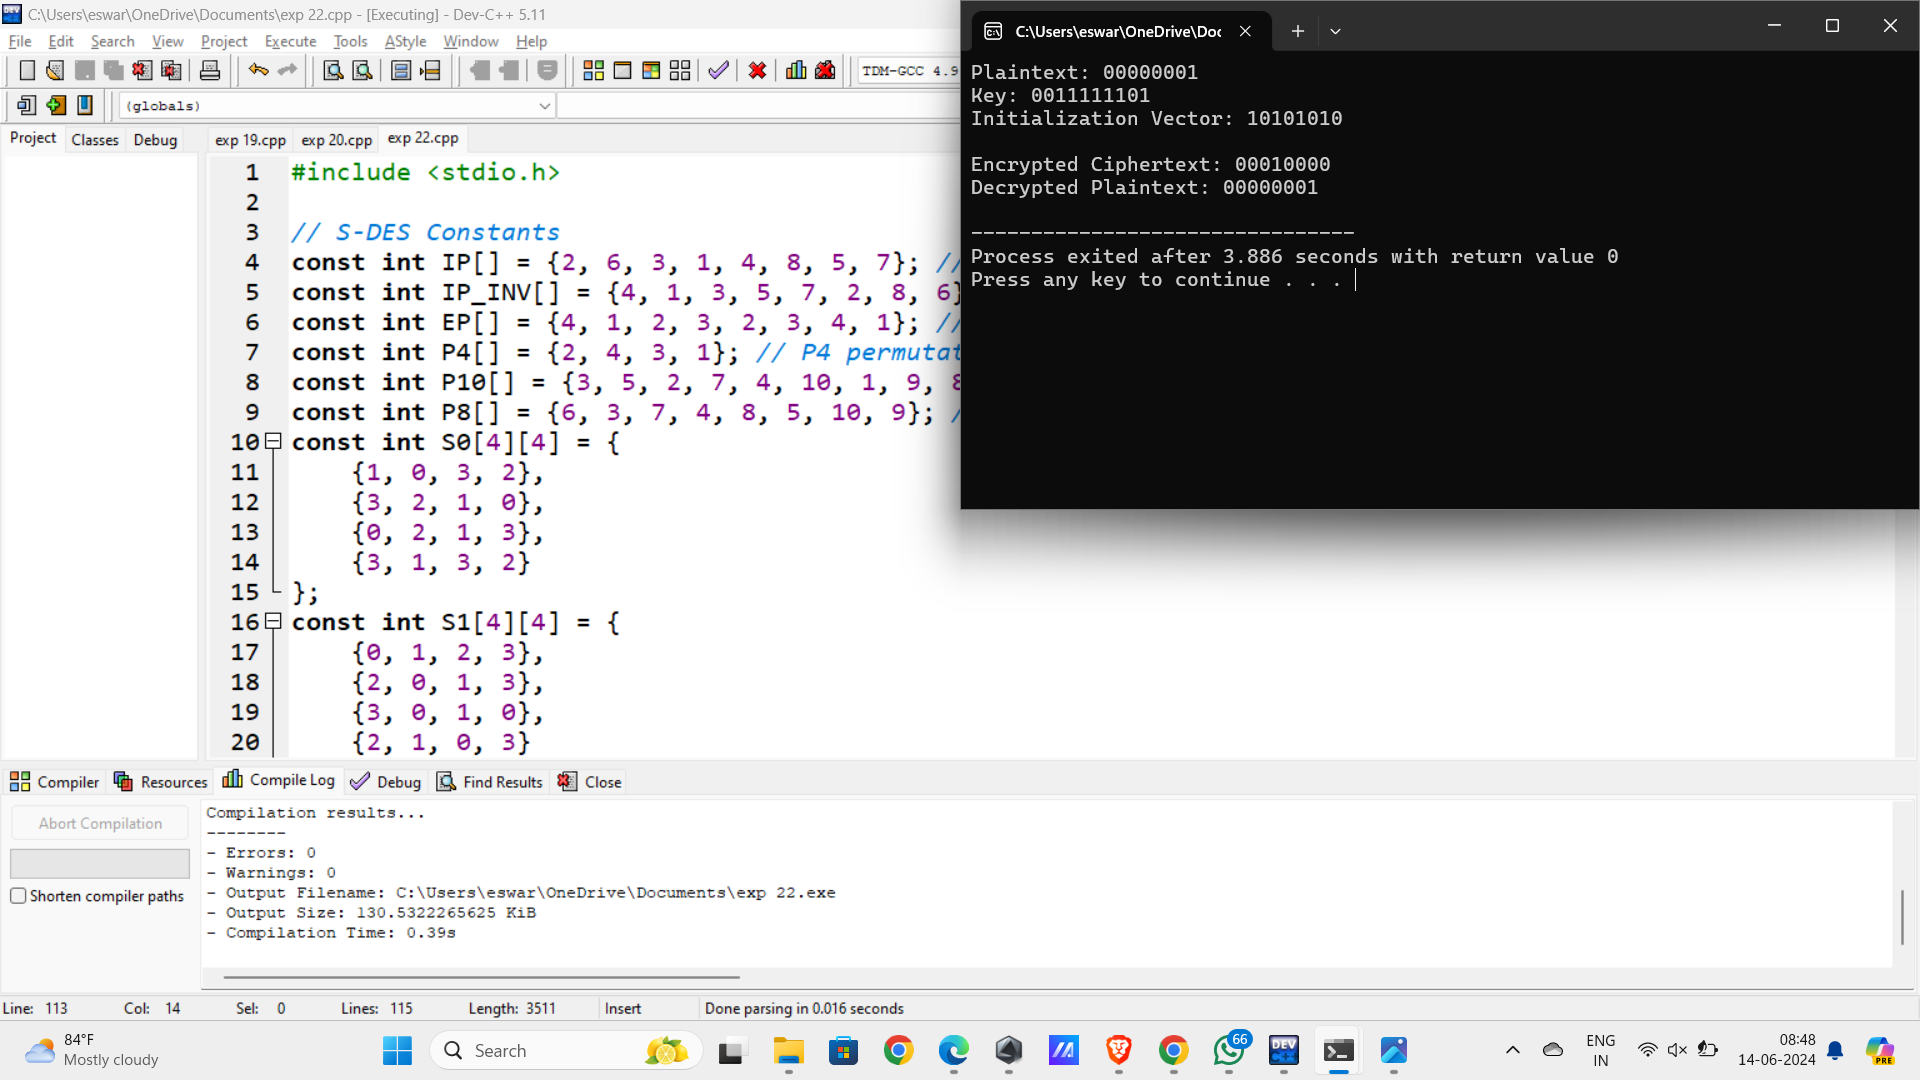 C:\Users\eswar\OneDrive\Documents\exp 22.cpp - [Executing] - Dev-C++ 5.11
File Edit Search View Project Execute Tools AStyle Window Help
TDM-GCC 4.9
(globals)
Project Classes Debug
exp 19.cpp exp 20.cpp exp 22.cpp
1 #include <stdio.h>
2
3 // S-DES Constants
4 const int IP[] = {2, 6, 3, 1, 4, 8, 5, 7}; //
5 const int IP_INV[] = {4, 1, 3, 5, 7, 2, 8, 6}
6 const int EP[] = {4, 1, 2, 3, 2, 3, 4, 1}; //
7 const int P4[] = {2, 4, 3, 1}; // P4 permutat
8 const int P10[] = {3, 5, 2, 7, 4, 10, 1, 9, 8
9 const int P8[] = {6, 3, 7, 4, 8, 5, 10, 9}; /
10 const int S0[4][4] = {
11 {1, 0, 3, 2},
12 {3, 2, 1, 0},
13 {0, 2, 1, 3},
14 {3, 1, 3, 2}
15 };
16 const int S1[4][4] = {
17 {0, 1, 2, 3},
18 {2, 0, 1, 3},
19 {3, 0, 1, 0},
20 {2, 1, 0, 3}
C:\Users\eswar\OneDrive\Doc
Plaintext: 00000001
Key: 0011111101
Initialization Vector: 10101010
Encrypted Ciphertext: 00010000
Decrypted Plaintext: 00000001
--------------------------------
Process exited after 3.886 seconds with return value 0
Press any key to continue . . .
Compiler Resources Compile Log Debug Find Results Close
Abort Compilation
Shorten compiler paths
Compilation results...
--------
- Errors: 0
- Warnings: 0
- Output Filename: C:\Users\eswar\OneDrive\Documents\exp 22.exe
- Output Size: 130.5322265625 KiB
- Compilation Time: 0.39s
Line: 113 Col: 14 Sel: 0 Lines: 115 Length: 3511 Insert Done parsing in 0.016 seconds
84°F
Mostly cloudy
Search
66
DEV
ENG
IN
08:48
14-06-2024
PRE